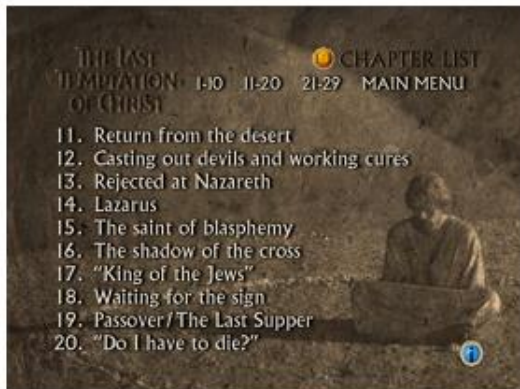 THE LAST
TEMPTATION
OF CHRIST
CHAPTER LIST
1-10 11-20 21-29 MAIN MENU
11. Return from the desert
12. Casting out devils and working cures
13. Rejected at Nazareth
14. Lazarus
15. The saint of blasphemy
16. The shadow of the cross
17. "King of the Jews"
18. Waiting for the sign
19. Passover/The Last Supper
20. "Do I have to die?"
i